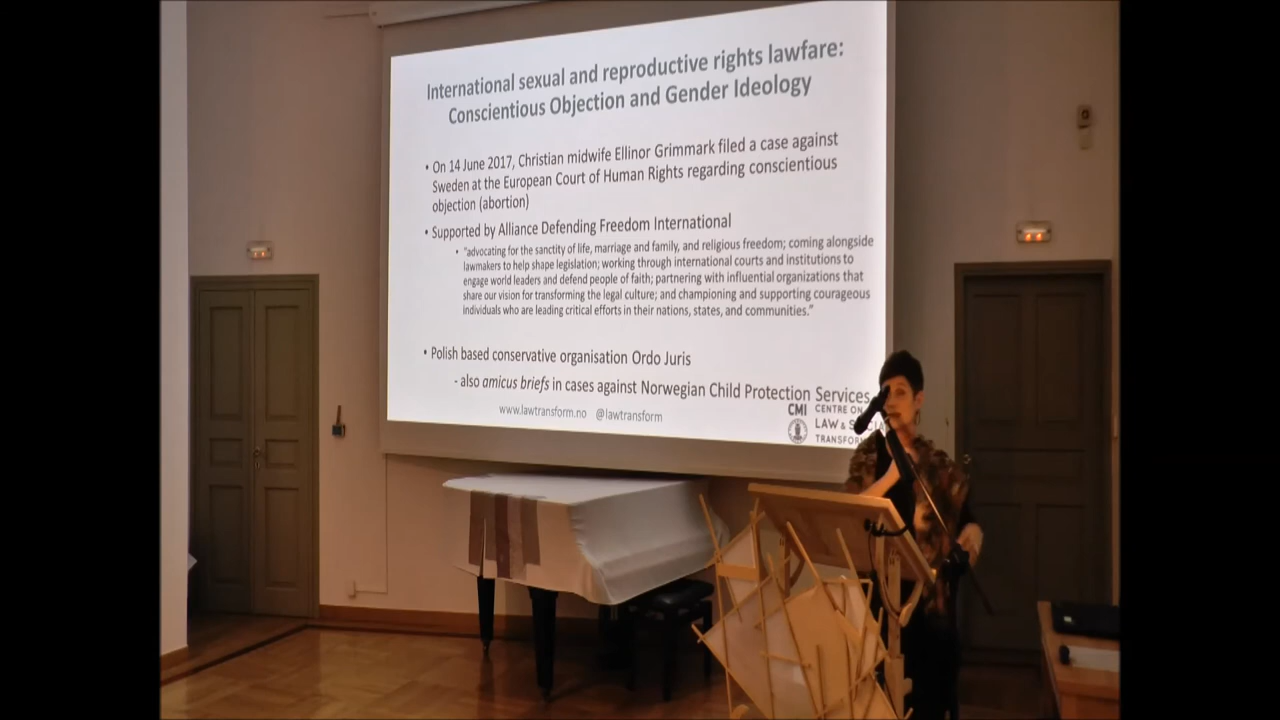 International sexual and reproductive rights lawfare:
Conscientious Objection and Gender Ideology
• On 14 June 2017, Christian midwife Ellinor Grimmark filed a case against
Sweden at the European Court of Human Rights regarding conscientious
objection (abortion)
• Supported by Alliance Defending Freedom International
• "advocating for the sanctity of life, marriage and family, and religious freedom; coming alongside
lawmakers to help shape legislation; working through international courts and institutions to
engage world leaders and defend people of faith; partnering with influential organizations that
share our vision for transforming the legal culture; and championing and supporting courageous
individuals who are leading critical efforts in their nations, states, and communities."
• Polish based conservative organisation Ordo Juris
- also amicus briefs in cases against Norwegian Child Protection Services
www.lawtransform.no @lawtransform
CMI
CENTRE ON
LAW &